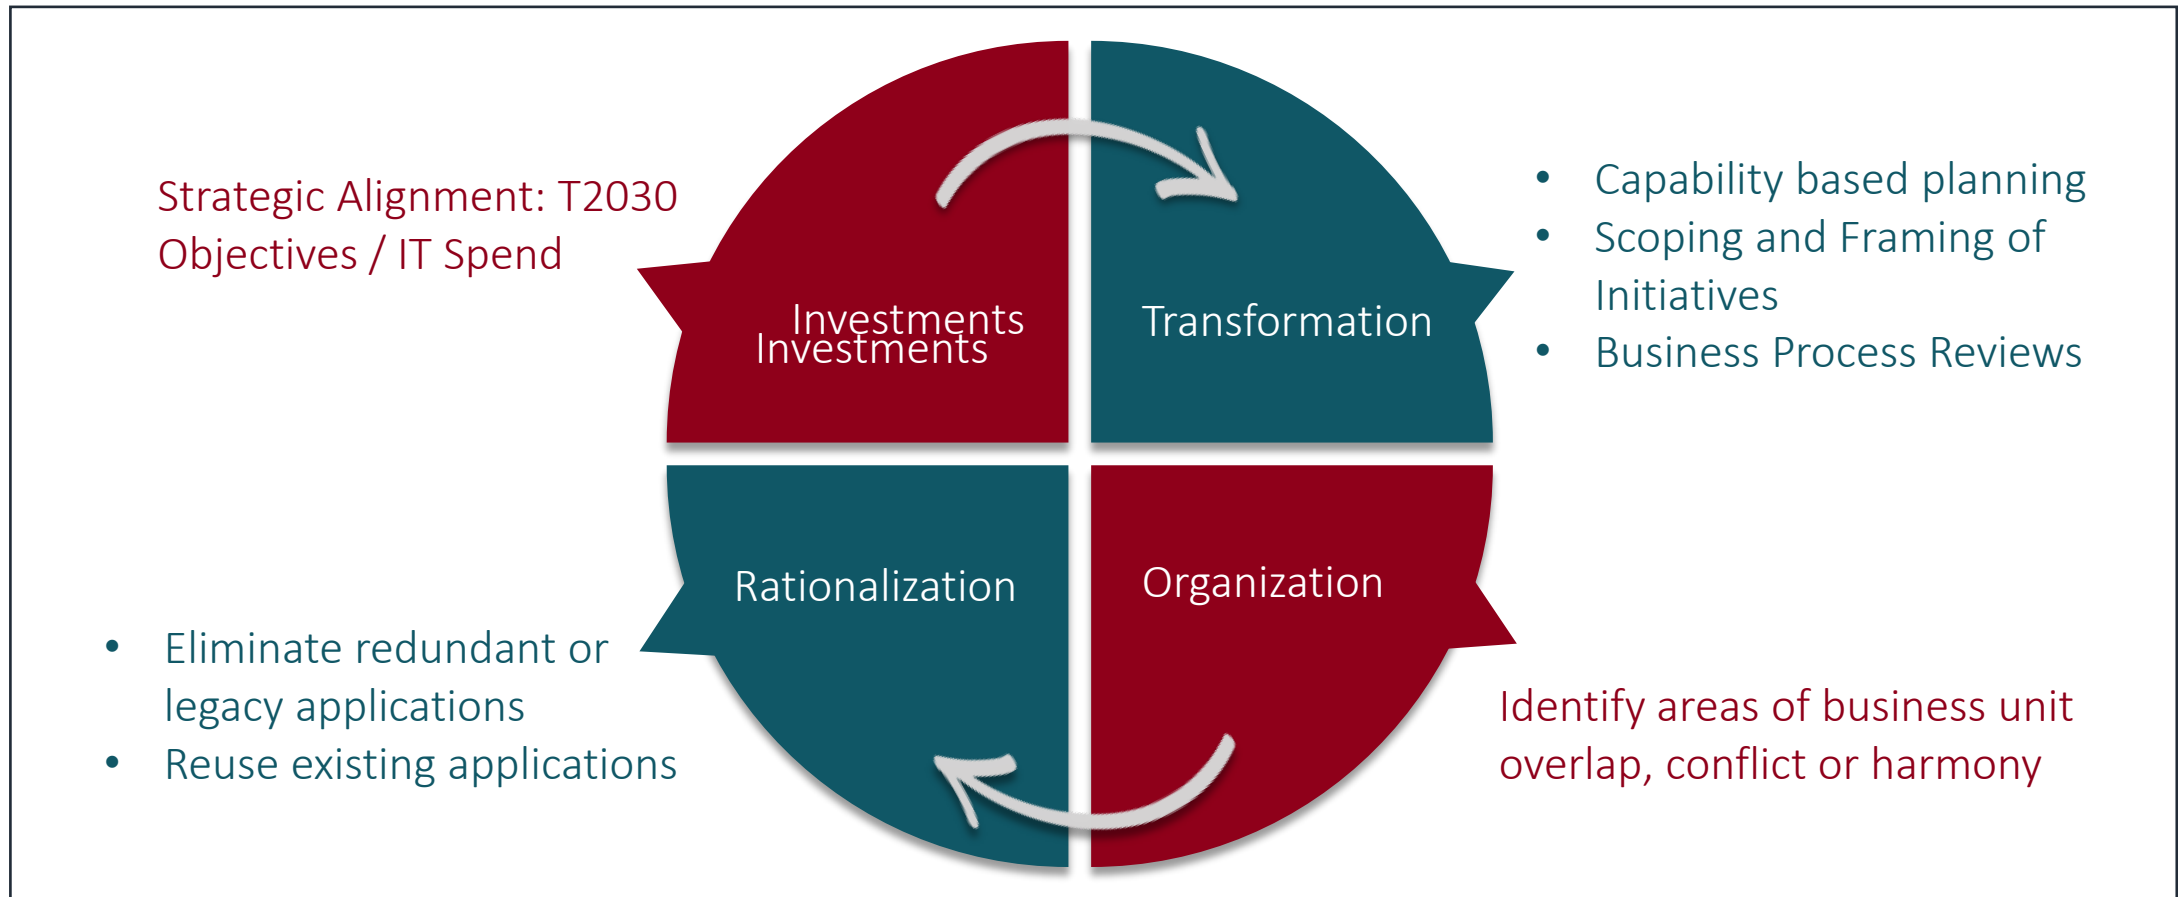 Strategic Alignment: T2030
Objectives / IT Spend
Investments
Investments
Transformation
• Capability based planning
• Scoping and Framing of
Initiatives
• Business Process Reviews
Rationalization
Organization
• Eliminate redundant or
legacy applications
• Reuse existing applications
Identify areas of business unit
overlap, conflict or harmony